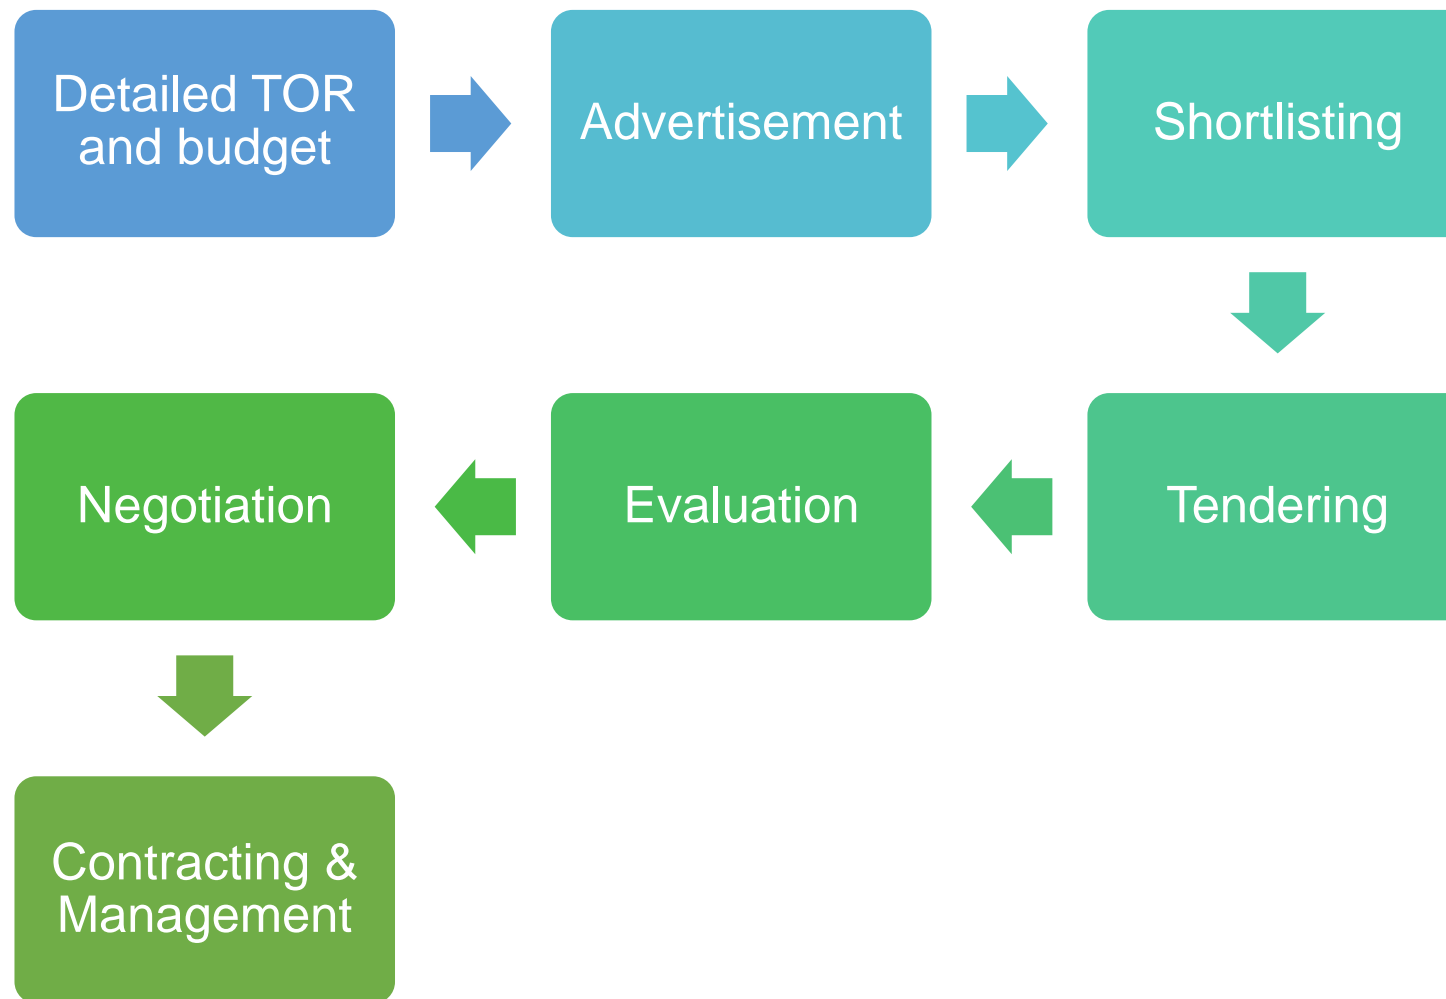 Detailed TOR
and budget
Advertisement
Shortlisting
Tendering
Evaluation
Negotiation
Contracting &
Management